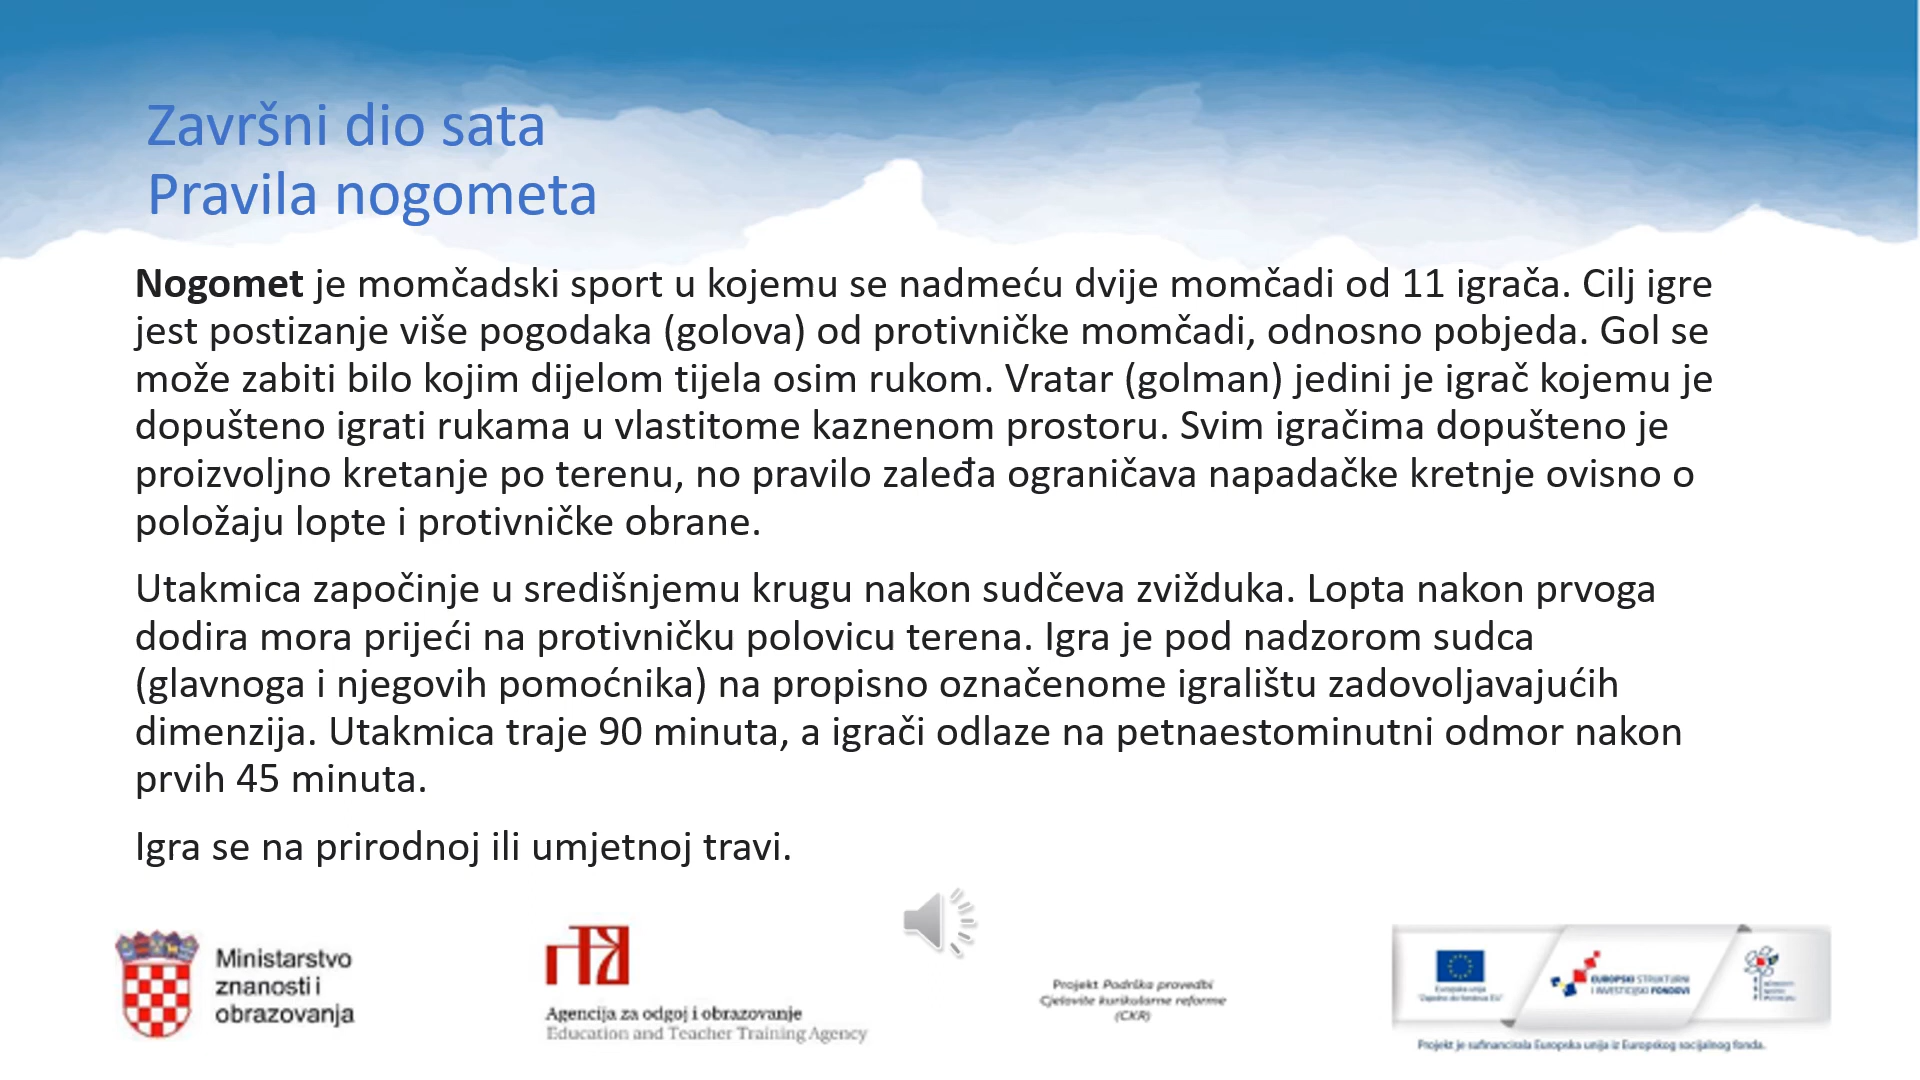 Završni dio sata
Pravila nogometa
Nogomet je momčadski sport u kojemu se nadmeću dvije momčadi od 11 igrača. Cilj igre
jest postizanje više pogodaka (golova) od protivničke momčadi, odnosno pobjeda. Gol se
može zabiti bilo kojim dijelom tijela osim rukom. Vratar (golman) jedini je igrač kojemu je
dopušteno igrati rukama u vlastitome kaznenom prostoru. Svim igračima dopušteno je
proizvoljno kretanje po terenu, no pravilo zaleđa ograničava napadačke kretnje ovisno o
položaju lopte i protivničke obrane.
Utakmica započinje u središnjemu krugu nakon sudčeva zvižduka. Lopta nakon prvoga
dodira mora prijeći na protivničku polovicu terena. Igra je pod nadzorom sudca
(glavnoga i njegovih pomoćnika) na propisno označenome igralištu zadovoljavajućih
dimenzija. Utakmica traje 90 minuta, a igrači odlaze na petnaestominutni odmor nakon
prvih 45 minuta.
Igra se na prirodnoj ili umjetnoj travi.
Ministarstvo
znanosti i
obrazovanja
Agencija za odgoj i obrazovanje
Education and Teacher Training Agency
Projekt Podrška provedbi
Cjelovite kurikularne reforme
(CKR)
Europska unija
EUROPSKI STRUKTURNI
I INVESTICIJSKI FONDOVI
Projekt je sufinancirala Europska unija iz Europskog socijalnog fonda.